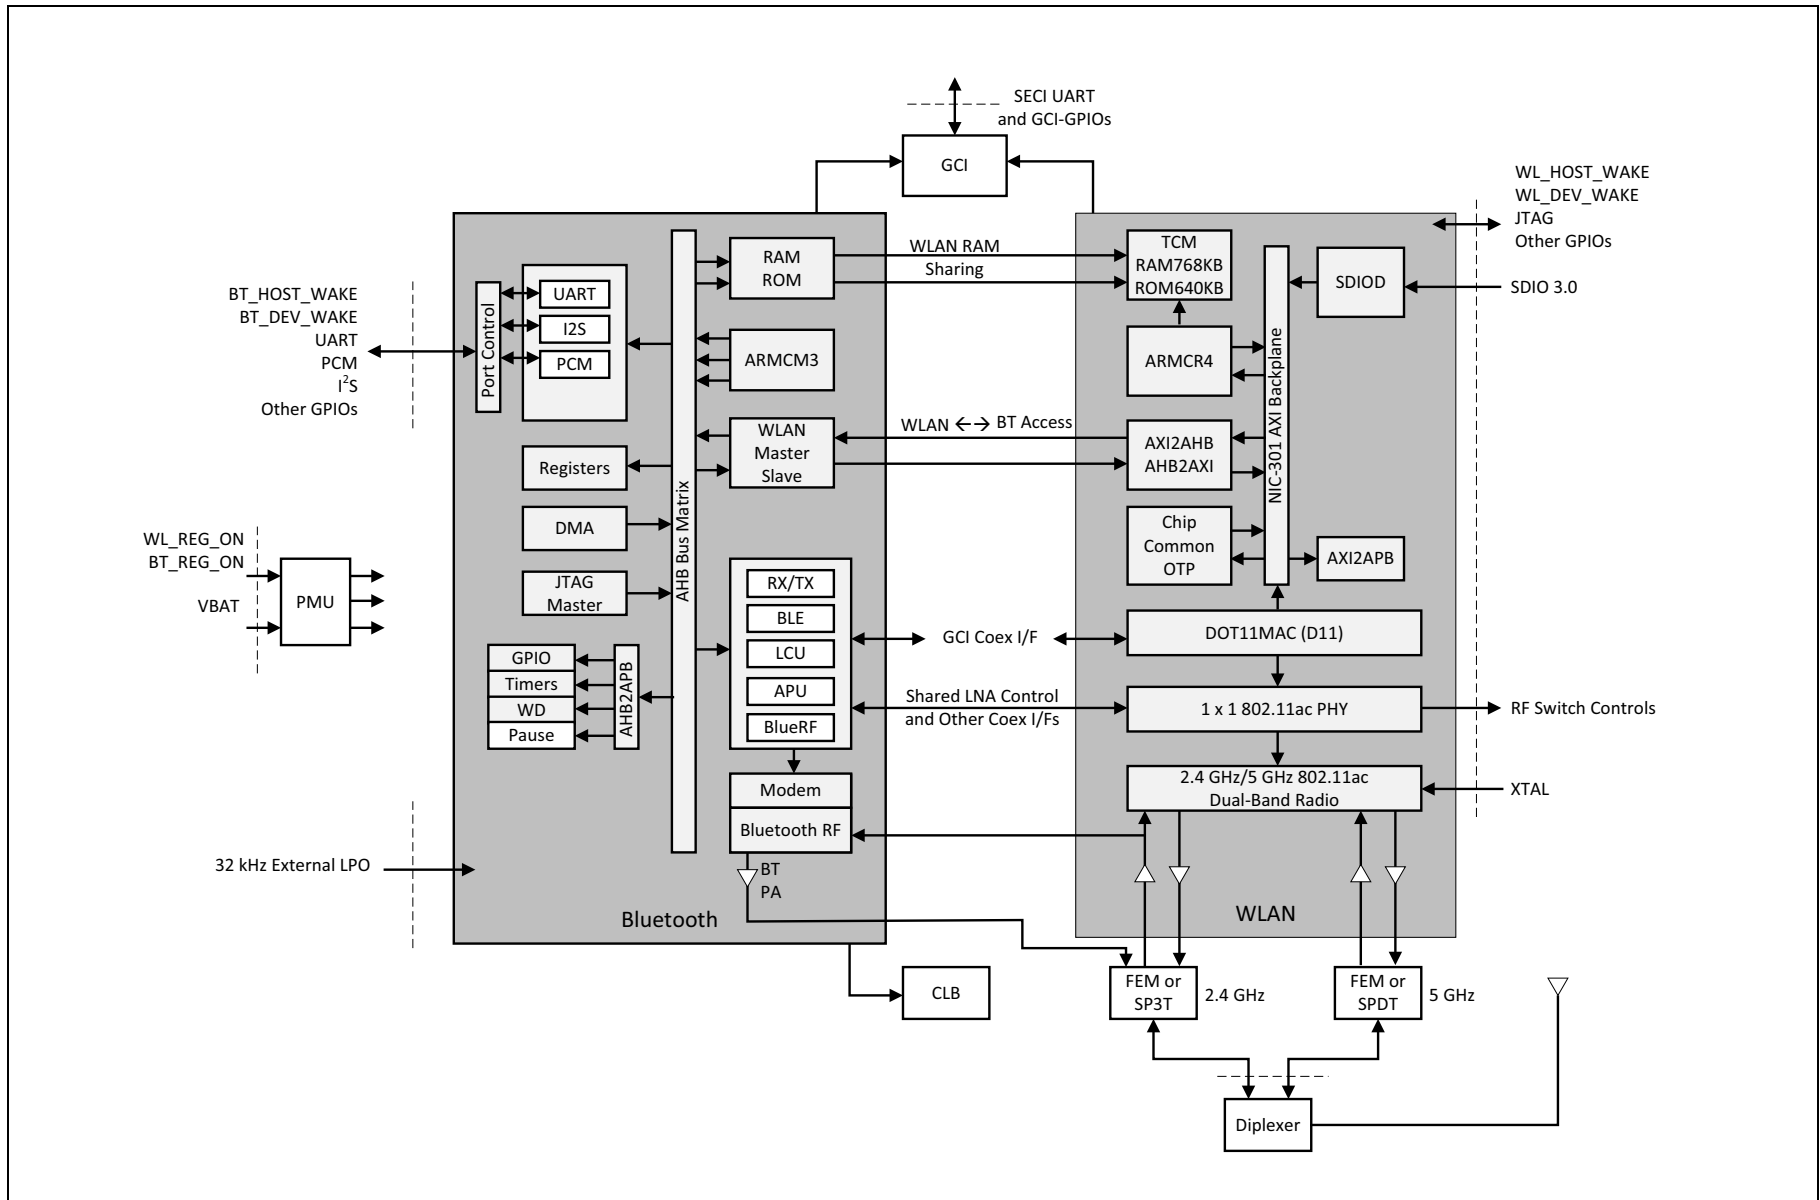 SECI UART
and GCI-GPIOs
GCI
WL_HOST_WAKE
WL_DEV_WAKE
JTAG
Other GPIOs
SDIO 3.0
BT_HOST_WAKE
BT_DEV_WAKE
UART
PCM
I²S
Other GPIOs
Port Control
UART
I2S
PCM
Registers
DMA
JTAG
Master
GPIO
Timers
WD
Pause
AHB2APB
AHB Bus Matrix
RAM
ROM
ARMCM3
WLAN
Master
Slave
RX/TX
BLE
LCU
APU
BlueRF
Modem
Bluetooth RF
BT
PA
Bluetooth
WL_REG_ON
BT_REG_ON
VBAT
PMU
32 kHz External LPO
CLB
WLAN RAM
Sharing
WLAN ←→ BT Access
GCI Coex I/F
Shared LNA Control
and Other Coex I/Fs
TCM
RAM768KB
ROM640KB
ARMCR4
AXI2AHB
AHB2AXI
Chip
Common
OTP
NIC-301 AXI Backplane
SDIOD
AXI2APB
DOT11MAC (D11)
1 x 1 802.11ac PHY
2.4 GHz/5 GHz 802.11ac
Dual-Band Radio
RF Switch Controls
XTAL
WLAN
FEM or
SP3T
2.4 GHz
FEM or
SPDT
5 GHz
Diplexer